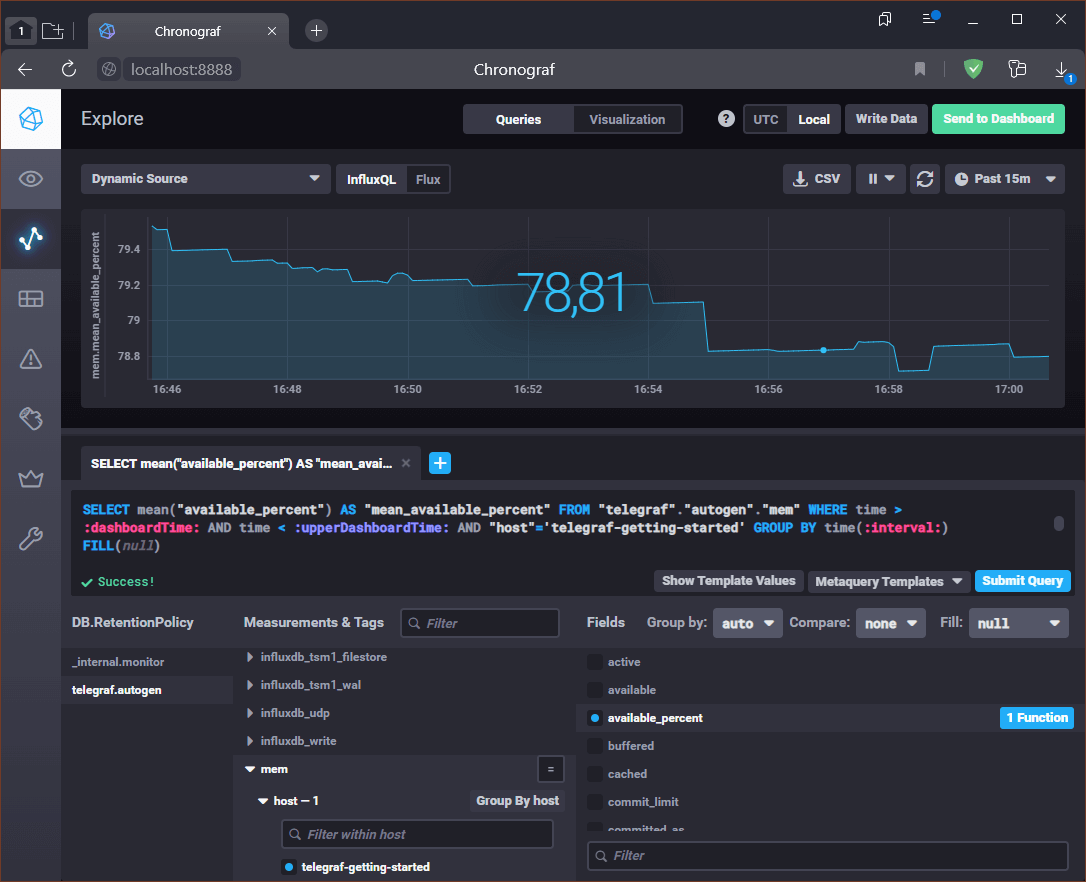 1
Chronograf
localhost:8888
Chronograf
1
Explore
Queries
Visualization
?
UTC
Local
Write Data
Send to Dashboard
Dynamic Source
InfluxQL
Flux
CSV
Past 15m
mem.mean_available_percent
79.4
79.2
79
78.8
78,81
16:46
16:48
16:50
16:52
16:54
16:56
16:58
17:00
SELECT mean("available_percent") AS "mean_avai...
SELECT mean("available_percent") AS "mean_available_percent" FROM "telegraf"."autogen"."mem" WHERE time >
:dashboardTime: AND time < :upperDashboardTime: AND "host"='telegraf-getting-started' GROUP BY time(:interval:)
FILL(null)
Success!
Show Template Values
Metaquery Templates
Submit Query
DB.RetentionPolicy
_internal.monitor
telegraf.autogen
Measurements & Tags
Filter
influxdb_tsm1_filestore
influxdb_tsm1_wal
influxdb_udp
influxdb_write
mem
=
host — 1
Group By host
Filter within host
telegraf-getting-started
Fields
Group by:
auto
Compare:
none
Fill:
null
active
available
available_percent
1 Function
buffered
cached
commit_limit
committed_as
Filter